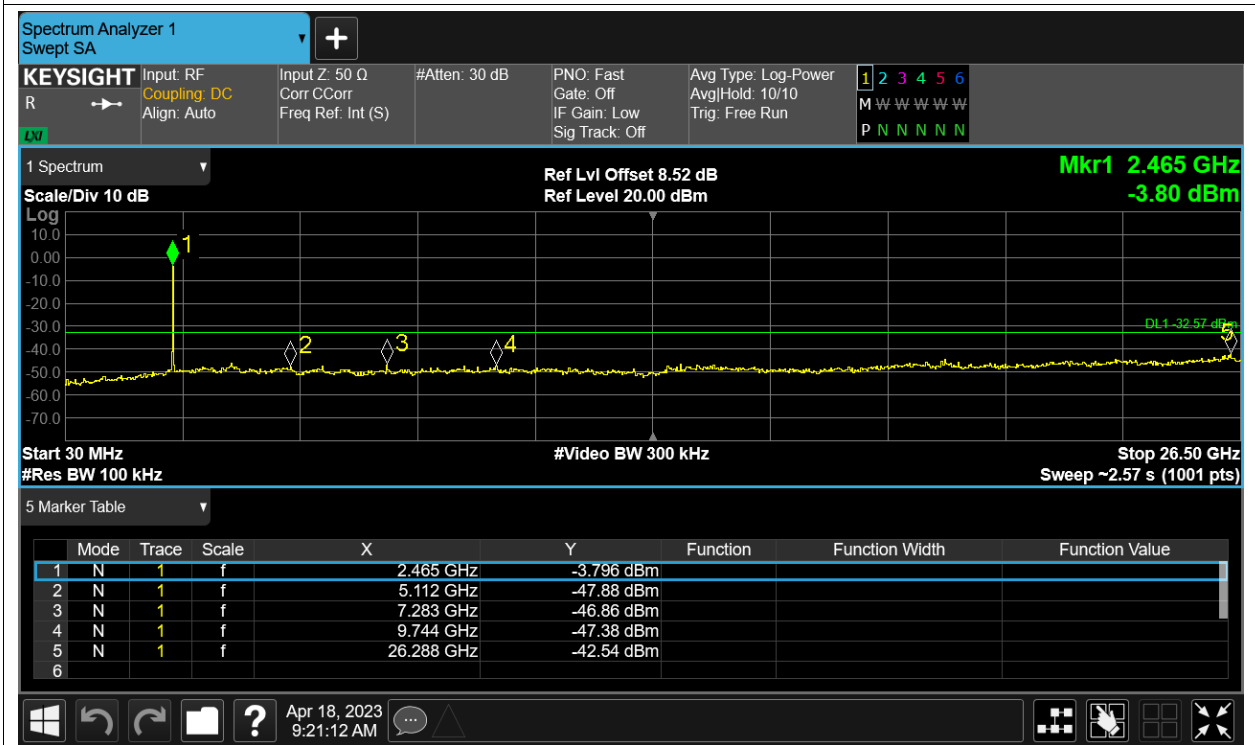 Spectrum Analyzer 1
Swept SA
KEYSIGHT Input: RF Input Z: 50 Ω #Atten: 30 dB PNO: Fast Avg Type: Log-Power 1 2 3 4 5 6
R Coupling: DC Corr CCorr Gate: Off Avg|Hold: 10/10 M W W W W W
Align: Auto Freq Ref: Int (S) IF Gain: Low Trig: Free Run
LXI Sig Track: Off P N N N N N
1 Spectrum Ref Lvl Offset 8.52 dB Mkr1 2.465 GHz
Scale/Div 10 dB Ref Level 20.00 dBm -3.80 dBm
Log
10.0 1
0.00
-10.0
-20.0
-30.0 DL1 -32.57 dBm
-40.0 2 3 4 5
-50.0
-60.0
-70.0
Start 30 MHz #Video BW 300 kHz Stop 26.50 GHz
#Res BW 100 kHz Sweep ~2.57 s (1001 pts)
5 Marker Table
Mode Trace Scale X Y Function Function Width Function Value
1 N 1 f 2.465 GHz -3.796 dBm
2 N 1 f 5.112 GHz -47.88 dBm
3 N 1 f 7.283 GHz -46.86 dBm
4 N 1 f 9.744 GHz -47.38 dBm
5 N 1 f 26.288 GHz -42.54 dBm
6
? Apr 18, 2023
9:21:12 AM